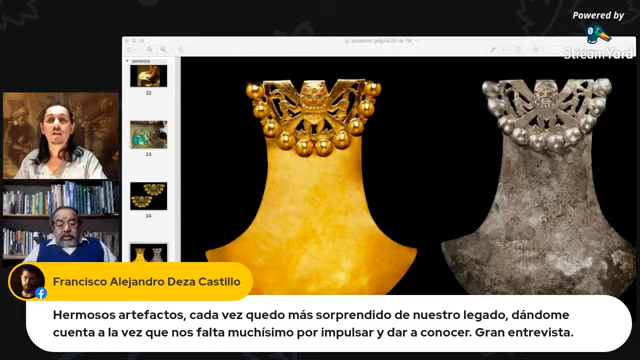 Powered by
StreamYard
ponencia
22
23
24
Francisco Alejandro Deza Castillo
Hermosos artefactos, cada vez quedo más sorprendido de nuestro legado, dándome
cuenta a la vez que nos falta muchísimo por impulsar y dar a conocer. Gran entrevista.